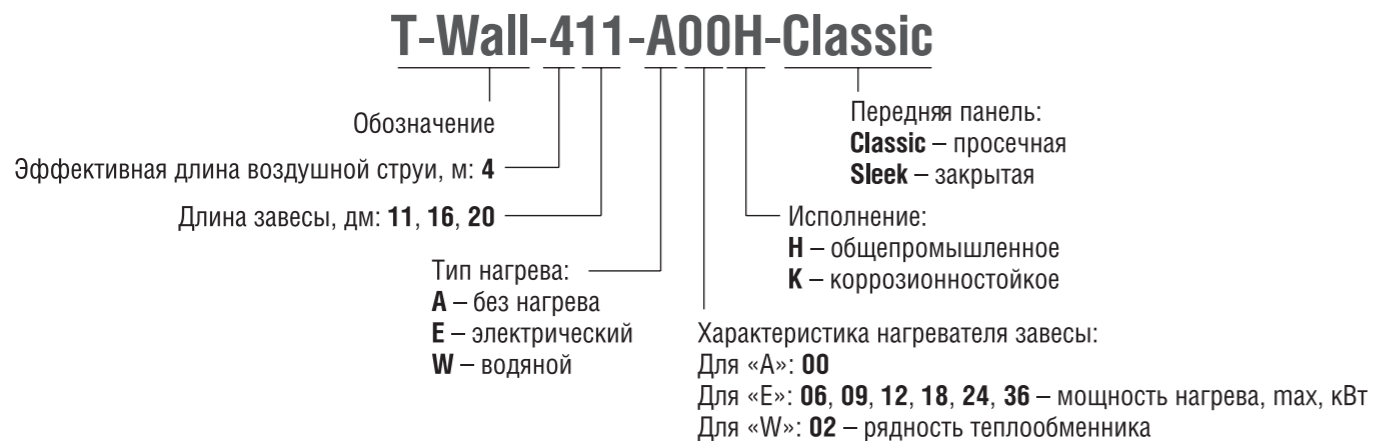 T-Wall-411-A00H-Classic
Обозначение
Эффективная длина воздушной струи, м: 4
Длина завесы, дм: 11, 16, 20
Тип нагрева:
A – без нагрева
E – электрический
W – водяной
Передняя панель:
Classic – просечная
Sleek – закрытая
Исполнение:
H – общепромышленное
K – коррозионностойкое
Характеристика нагревателя завесы:
Для «A»: 00
Для «E»: 06, 09, 12, 18, 24, 36 – мощность нагрева, max, кВт
Для «W»: 02 – рядность теплообменника